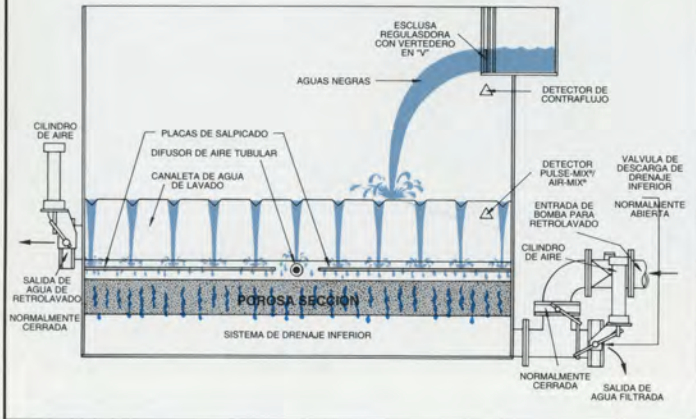 ESCLUSA
REGULASDORA
CON VERTEDERO
EN "V"
AGUAS NEGRAS
DETECTOR DE
CONTRAFLUJO
CILINDRO
DE AIRE
PLACAS DE SALPICADO
DIFUSOR DE AIRE TUBULAR
CANALETA DE AGUA
DE LAVADO
DETECTOR
PULSE-MIX®/
AIR-MIX®
VALVULA DE
DESCARGA DE
DRENAJE
INFERIOR
NORMALMENTE
ABIERTA
ENTRADA DE
BOMBA PARA
RETROLAVADO
CILINDRO
DE AIRE
SALIDA DE
AGUA DE
RETROLAVADO
NORMALMENTE
CERRADA
POROSA SECCION
SISTEMA DE DRENAJE INFERIOR
NORMALMENTE
CERRADA
SALIDA DE
AGUA FILTRADA